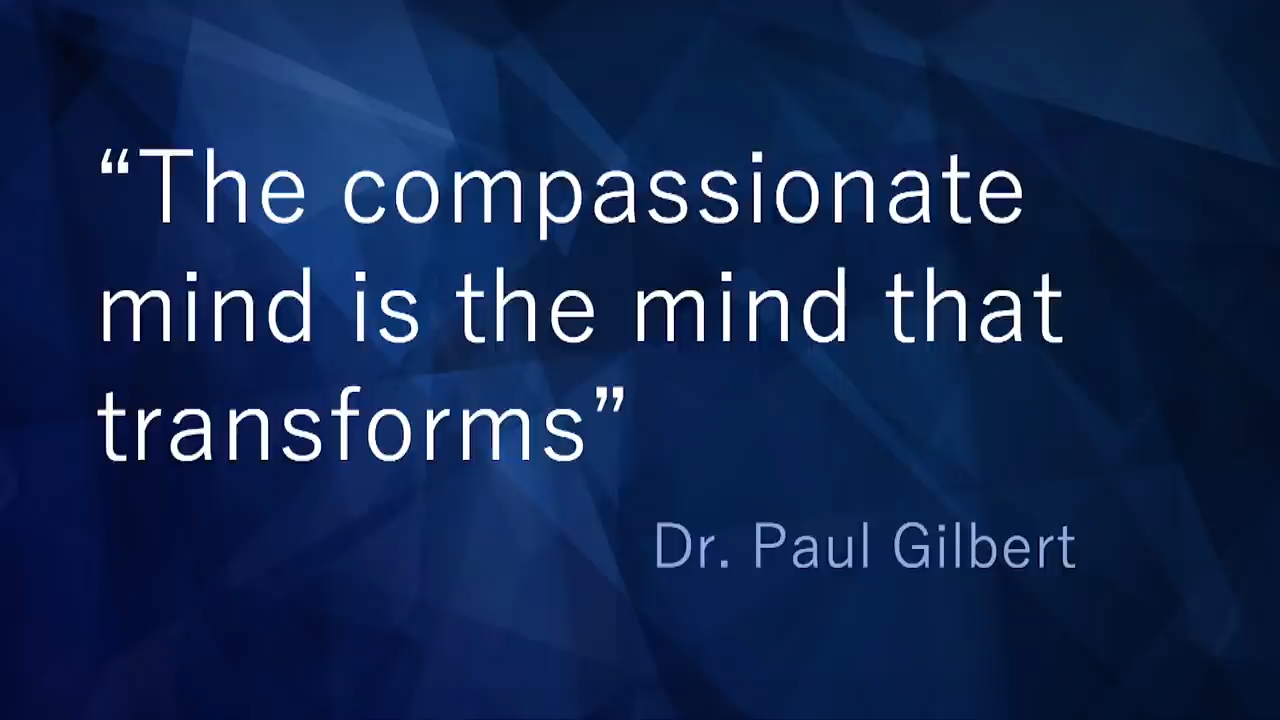 “The compassionate
mind is the mind that
transforms”
Dr. Paul Gilbert